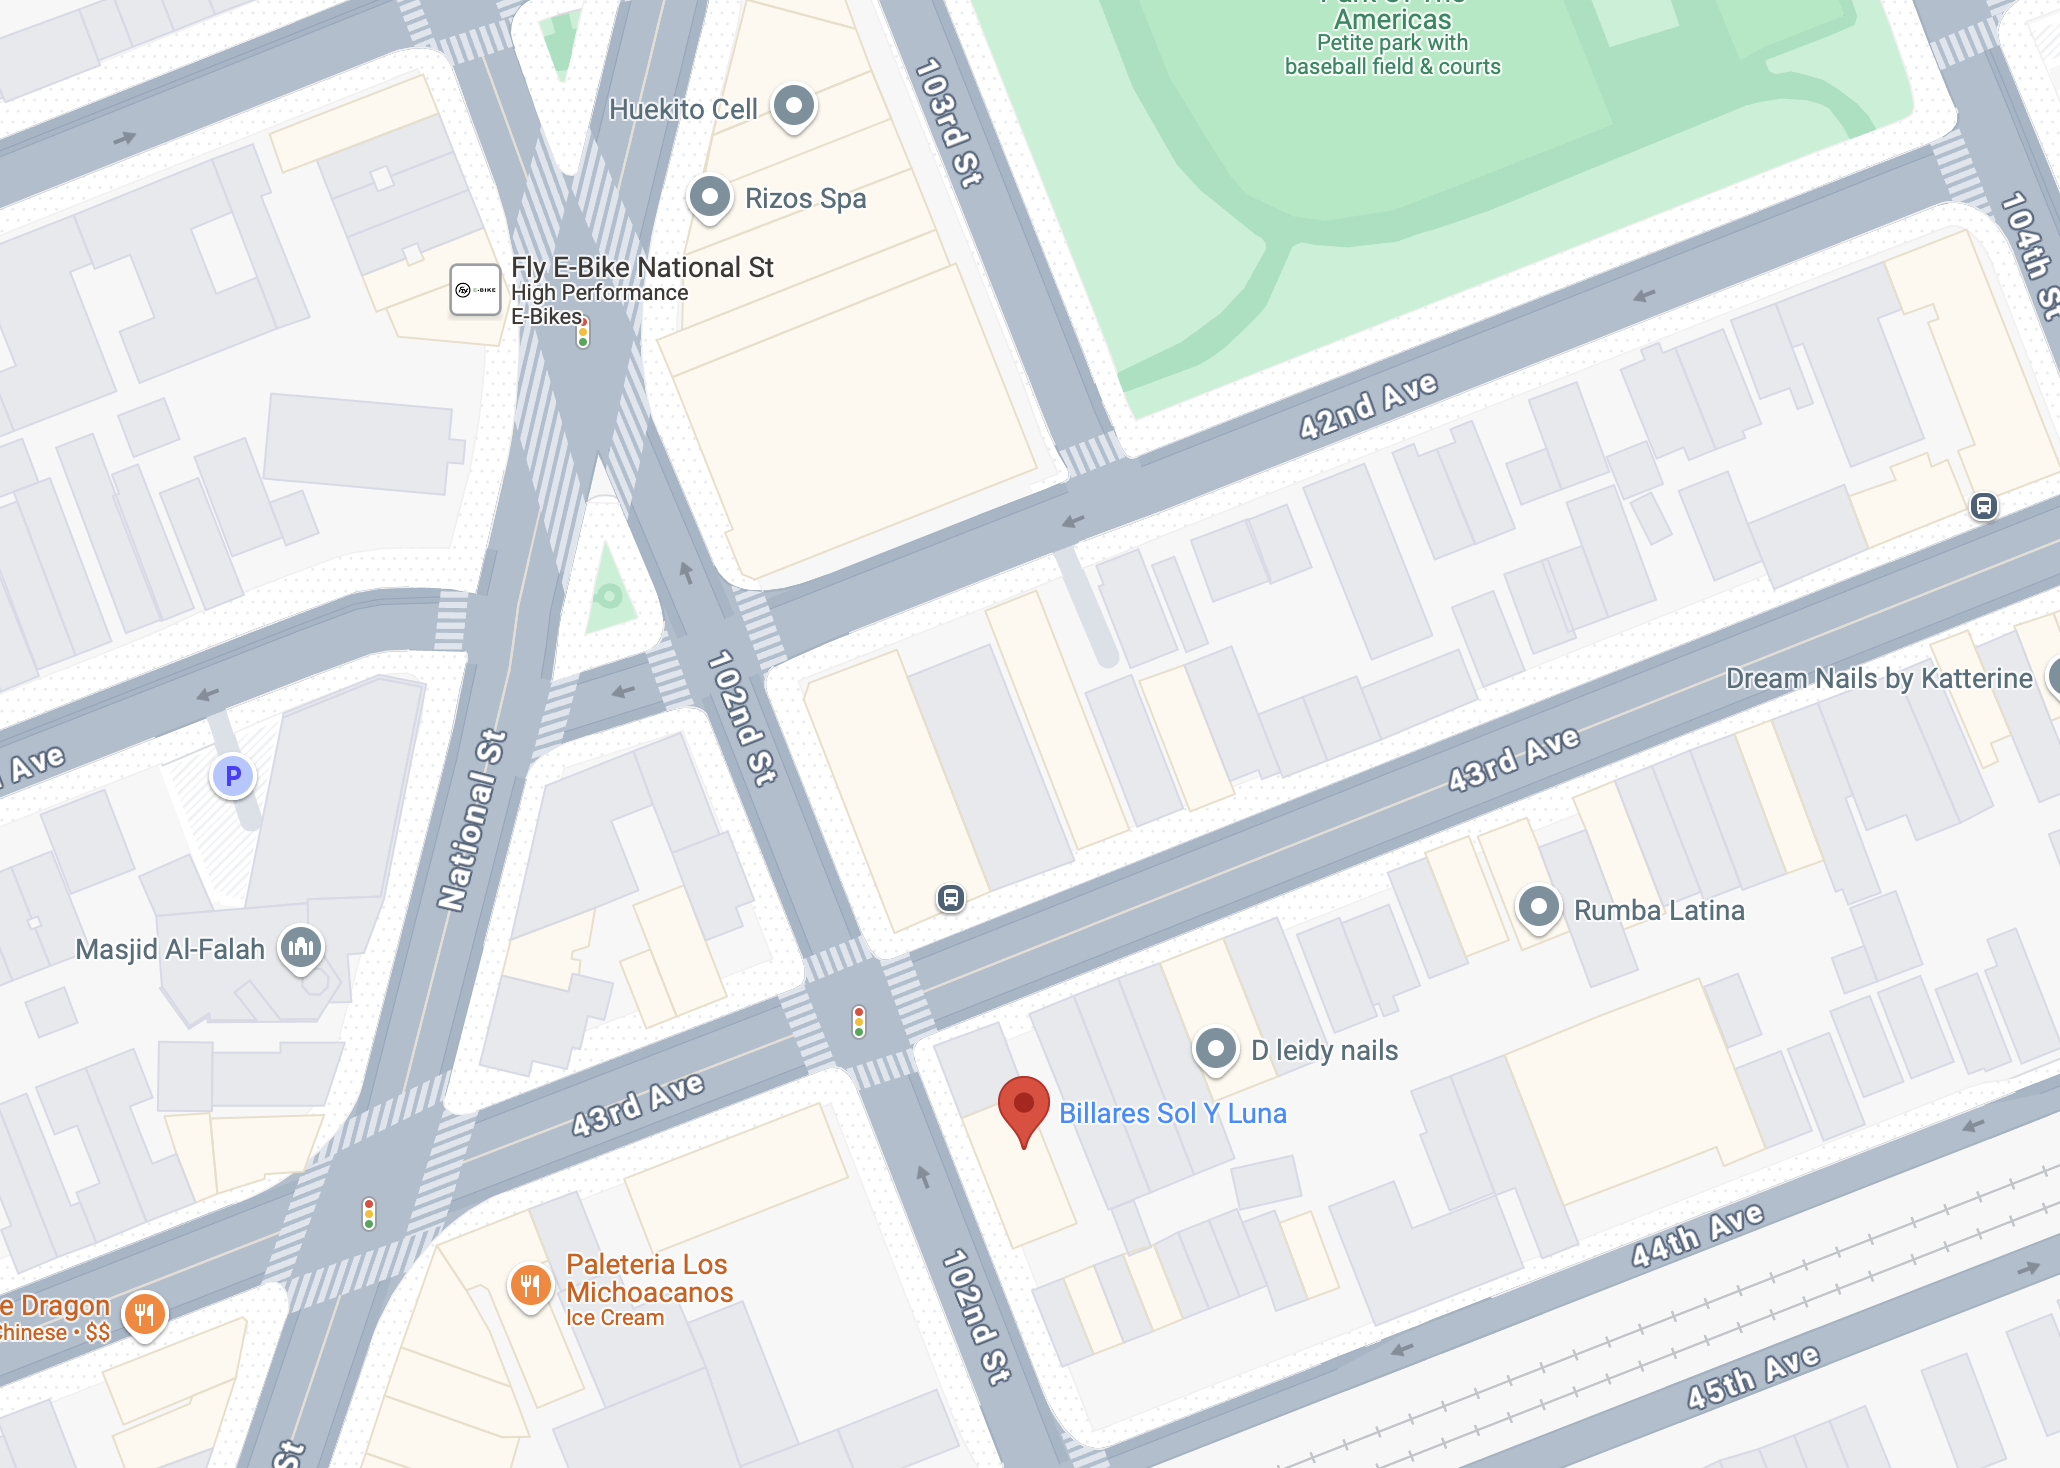 Americas
Petite park with
baseball field & courts
103rd St
Huekito Cell
Rizos Spa
104th St
Fly E-Bike National St
High Performance
E-Bikes
E-BIKE
42nd Ave
102nd St
Dream Nails by Katterine
43rd Ave
National St
Ave
P
Rumba Latina
Masjid Al-Falah
D leidy nails
43rd Ave
Billares Sol Y Luna
44th Ave
Paleteria Los
Michoacanos
Ice Cream
Dragon
Chinese • $$
102nd St
45th Ave
St